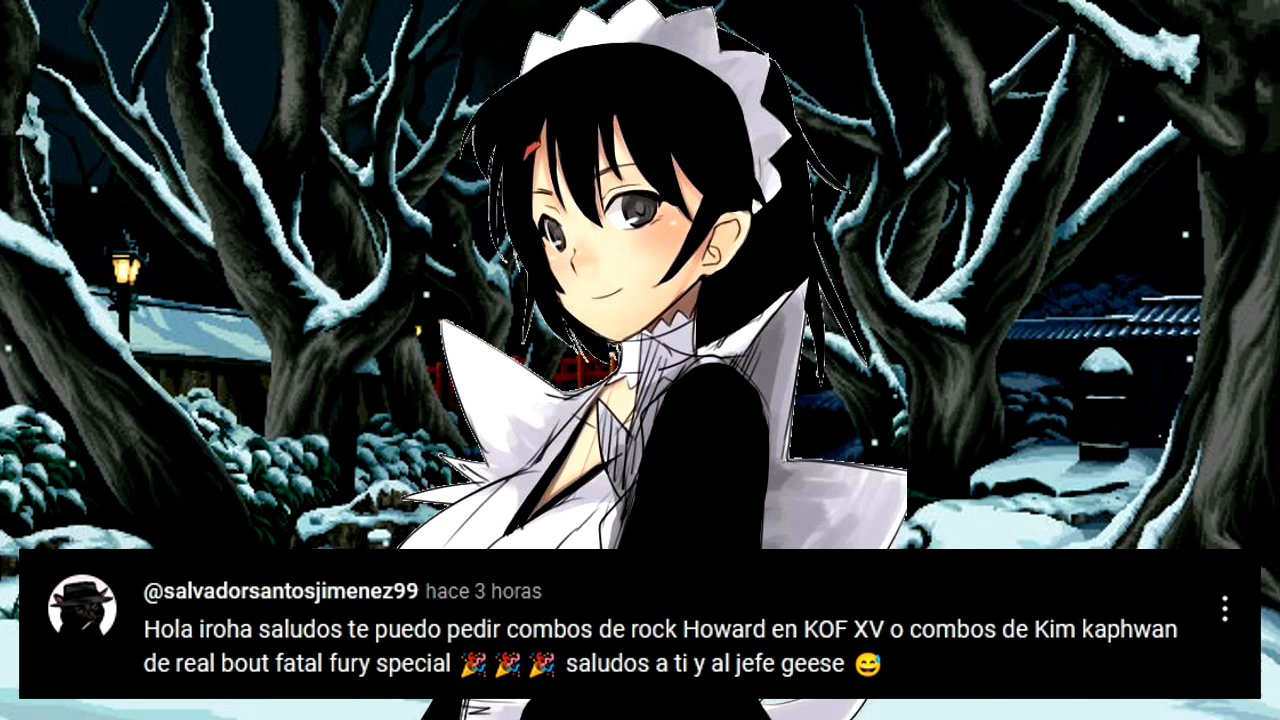 @salvadorsantosjimenez99 hace 3 horas
Hola iroha saludos te puedo pedir combos de rock Howard en KOF XV o combos de Kim kaphwan
de real bout fatal fury special 🎉 🎉 🎉 saludos a ti y al jefe geese 😅